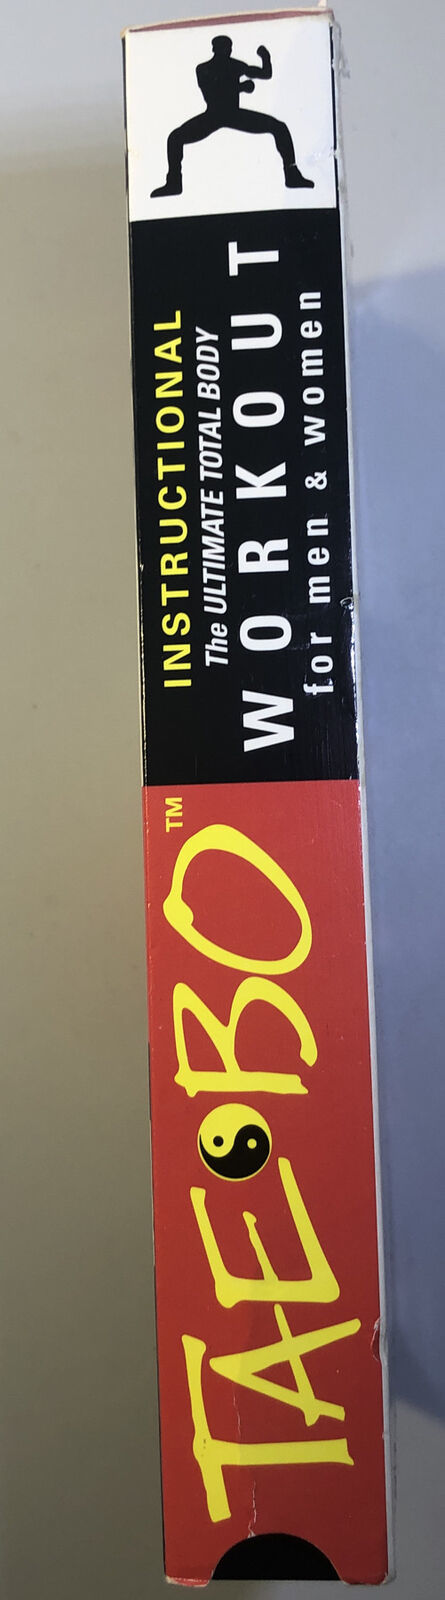 TAE BO™
INSTRUCTIONAL
The ULTIMATE TOTAL BODY
WORKOUT
for men & women